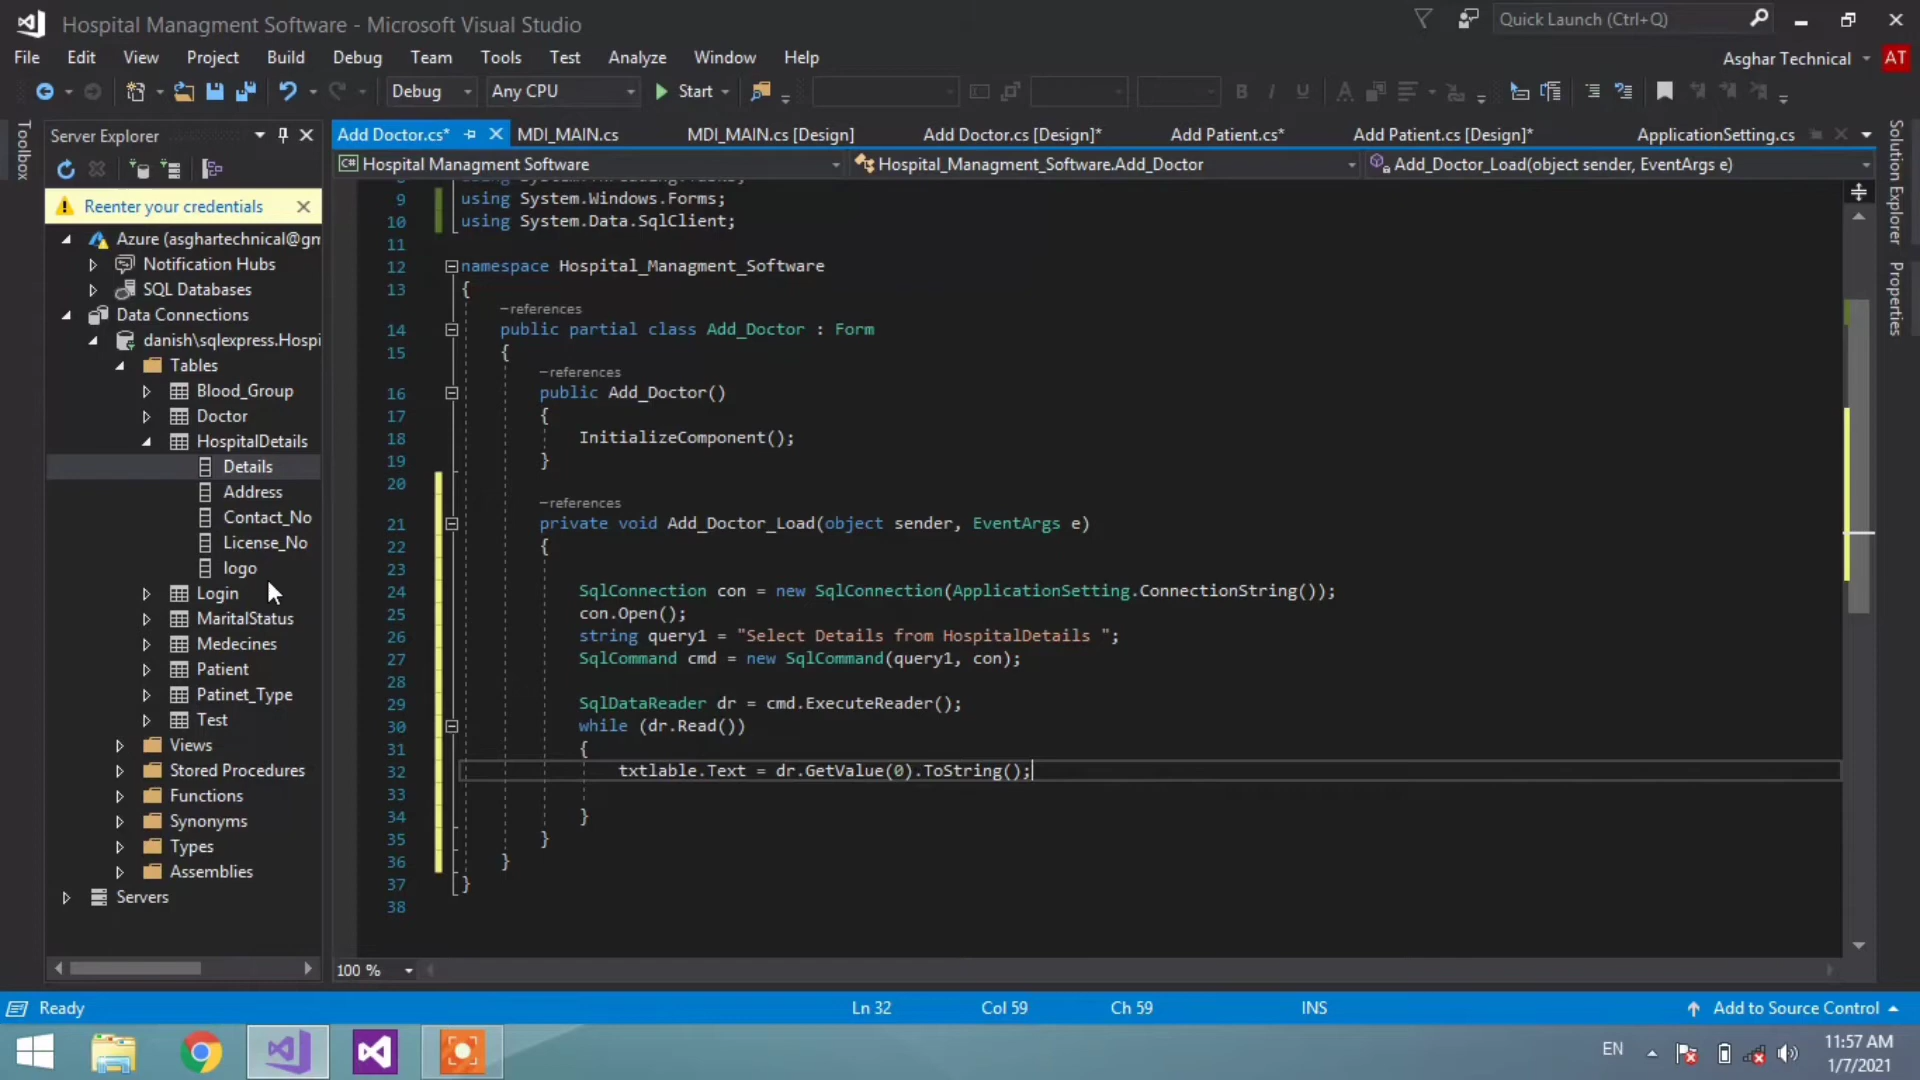 Hospital Managment Software - Microsoft Visual Studio
Quick Launch (Ctrl+Q)
File Edit View Project Build Debug Team Tools Test Analyze Window Help
Asghar Technical AT
Debug Any CPU Start
Toolbox
Server Explorer
Reenter your credentials
Azure (asghartechnical@gm
Notification Hubs
SQL Databases
Data Connections
danish\sqlexpress.Hospi
Tables
Blood_Group
Doctor
HospitalDetails
Details
Address
Contact_No
License_No
logo
Login
MaritalStatus
Medecines
Patient
Patinet_Type
Test
Views
Stored Procedures
Functions
Synonyms
Types
Assemblies
Servers
Add Doctor.cs* MDI_MAIN.cs MDI_MAIN.cs [Design] Add Doctor.cs [Design]* Add Patient.cs* Add Patient.cs [Design]* ApplicationSetting.cs
C# Hospital Managment Software Hospital_Managment_Software.Add_Doctor Add_Doctor_Load(object sender, EventArgs e)
9 using System.Windows.Forms;
10 using System.Data.SqlClient;
11
12 namespace Hospital_Managment_Software
13 {
–references
14 public partial class Add_Doctor : Form
15 {
–references
16 public Add_Doctor()
17 {
18 InitializeComponent();
19 }
20
–references
21 private void Add_Doctor_Load(object sender, EventArgs e)
22 {
23
24 SqlConnection con = new SqlConnection(ApplicationSetting.ConnectionString());
25 con.Open();
26 string query1 = "Select Details from HospitalDetails ";
27 SqlCommand cmd = new SqlCommand(query1, con);
28
29 SqlDataReader dr = cmd.ExecuteReader();
30 while (dr.Read())
31 {
32 txtlable.Text = dr.GetValue(0).ToString();
33
34 }
35 }
36 }
37 }
38
100 %
Solution Explorer
Properties
Ready Ln 32 Col 59 Ch 59 INS Add to Source Control
EN
11:57 AM
1/7/2021